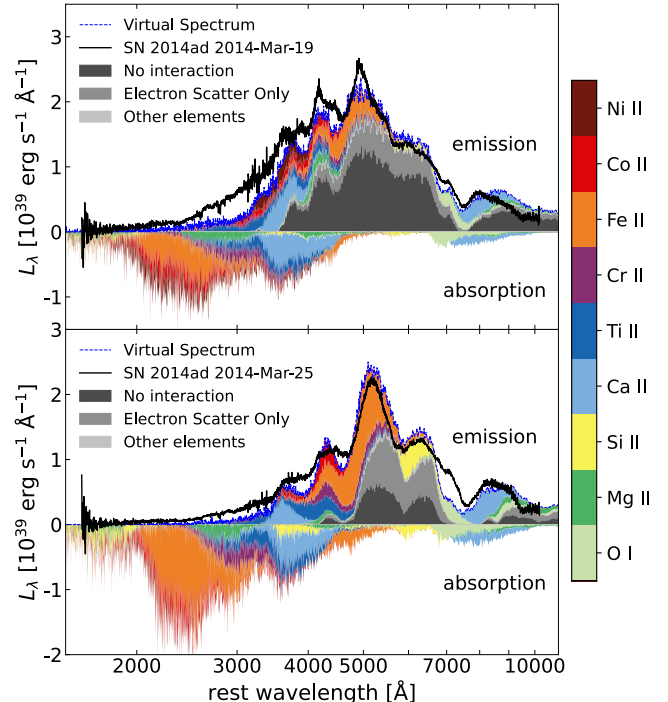 3
2
1
0
-1
L_λ [10^39 erg s^−1 Å^−1]
Virtual Spectrum
SN 2014ad 2014-Mar-19
No interaction
Electron Scatter Only
Other elements
emission
absorption
3
2
1
0
-1
-2
L_λ [10^39 erg s^−1 Å^−1]
Virtual Spectrum
SN 2014ad 2014-Mar-25
No interaction
Electron Scatter Only
Other elements
emission
absorption
2000 3000 4000 5000 7000 10000
rest wavelength [Å]
Ni II
Co II
Fe II
Cr II
Ti II
Ca II
Si II
Mg II
O I